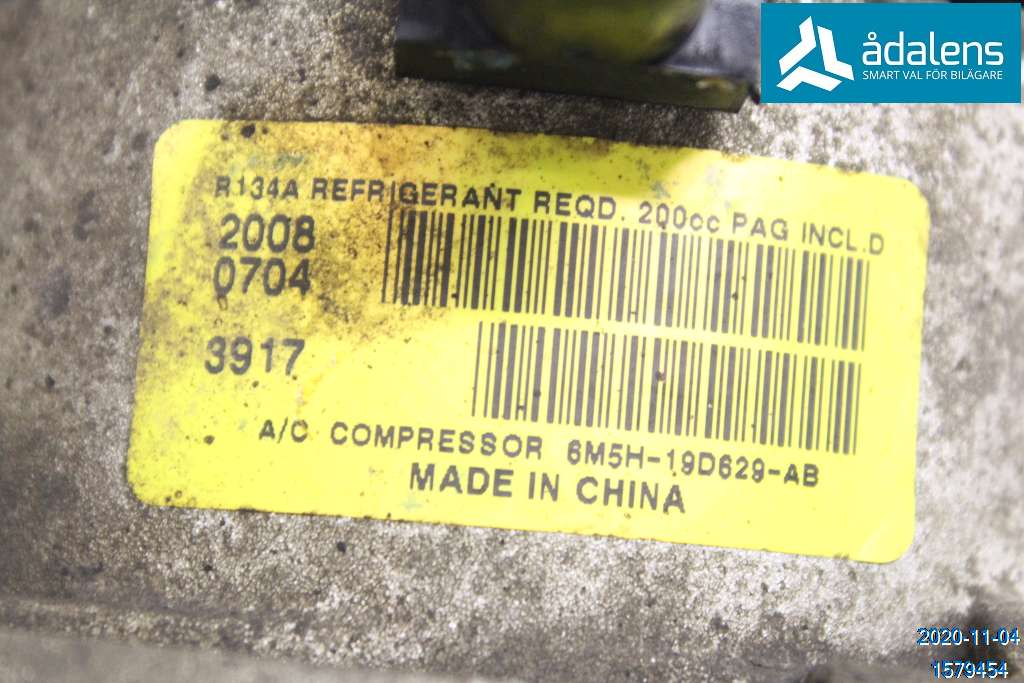 ådalens
SMART VAL FÖR BILÄGARE
R134A REFRIGERANT REQD. 200cc PAG INCL.D
2008
0704
3917
A/C COMPRESSOR 6M5H-19D629-AB
MADE IN CHINA
2020-11-04
1579454